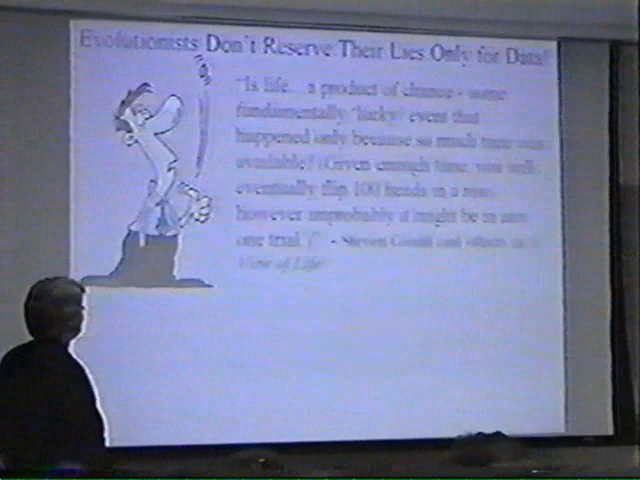 Evolutionists Don't Reserve Their Lies Only for Data!
"Is life... a product of chance - some
fundamentally "lucky" event that
happened only because so much time was
available? (Given enough time, you will
eventually flip 100 heads in a row,
however improbably it might be in any
one trial.)" - Steven Gould and others in A
View of Life